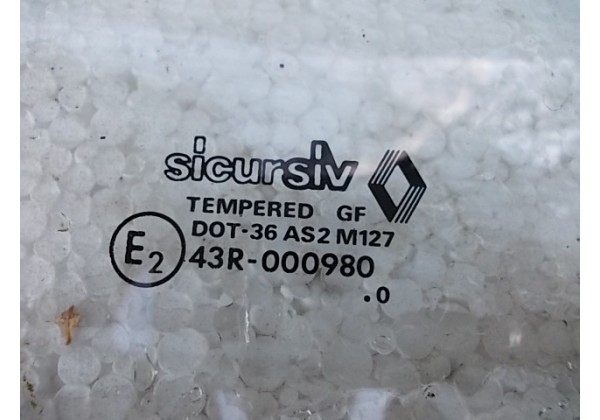 sicursiv
TEMPERED GF
DOT-36 AS2 M127
E2 43R-000980
.0